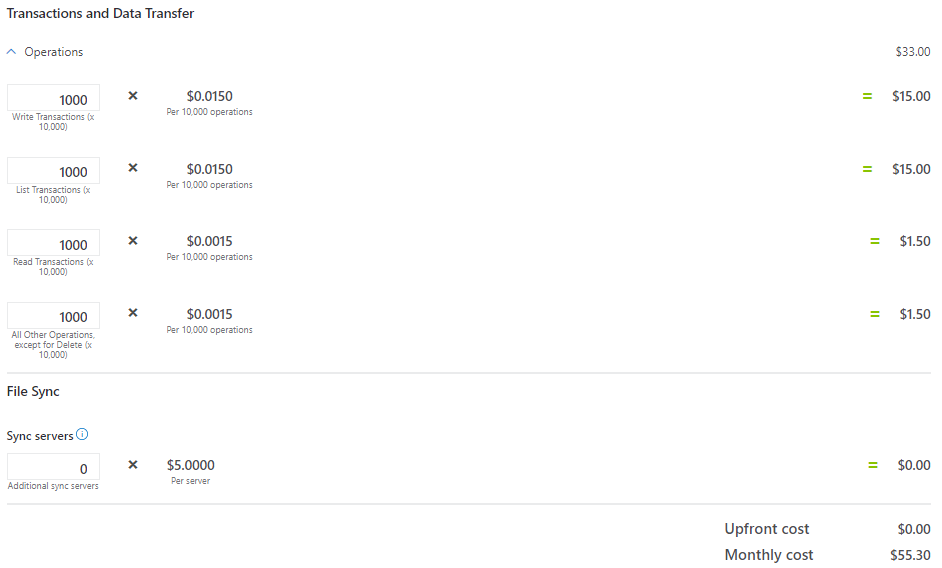 Transactions and Data Transfer
Operations $33.00
1000 × $0.0150 = $15.00
Write Transactions (x Per 10,000 operations
10,000)
1000 × $0.0150 = $15.00
List Transactions (x Per 10,000 operations
10,000)
1000 × $0.0015 = $1.50
Read Transactions (x Per 10,000 operations
10,000)
1000 × $0.0015 = $1.50
All Other Operations, Per 10,000 operations
except for Delete (x
10,000)
File Sync
Sync servers
0 × $5.0000 = $0.00
Additional sync servers Per server
Upfront cost $0.00
Monthly cost $55.30